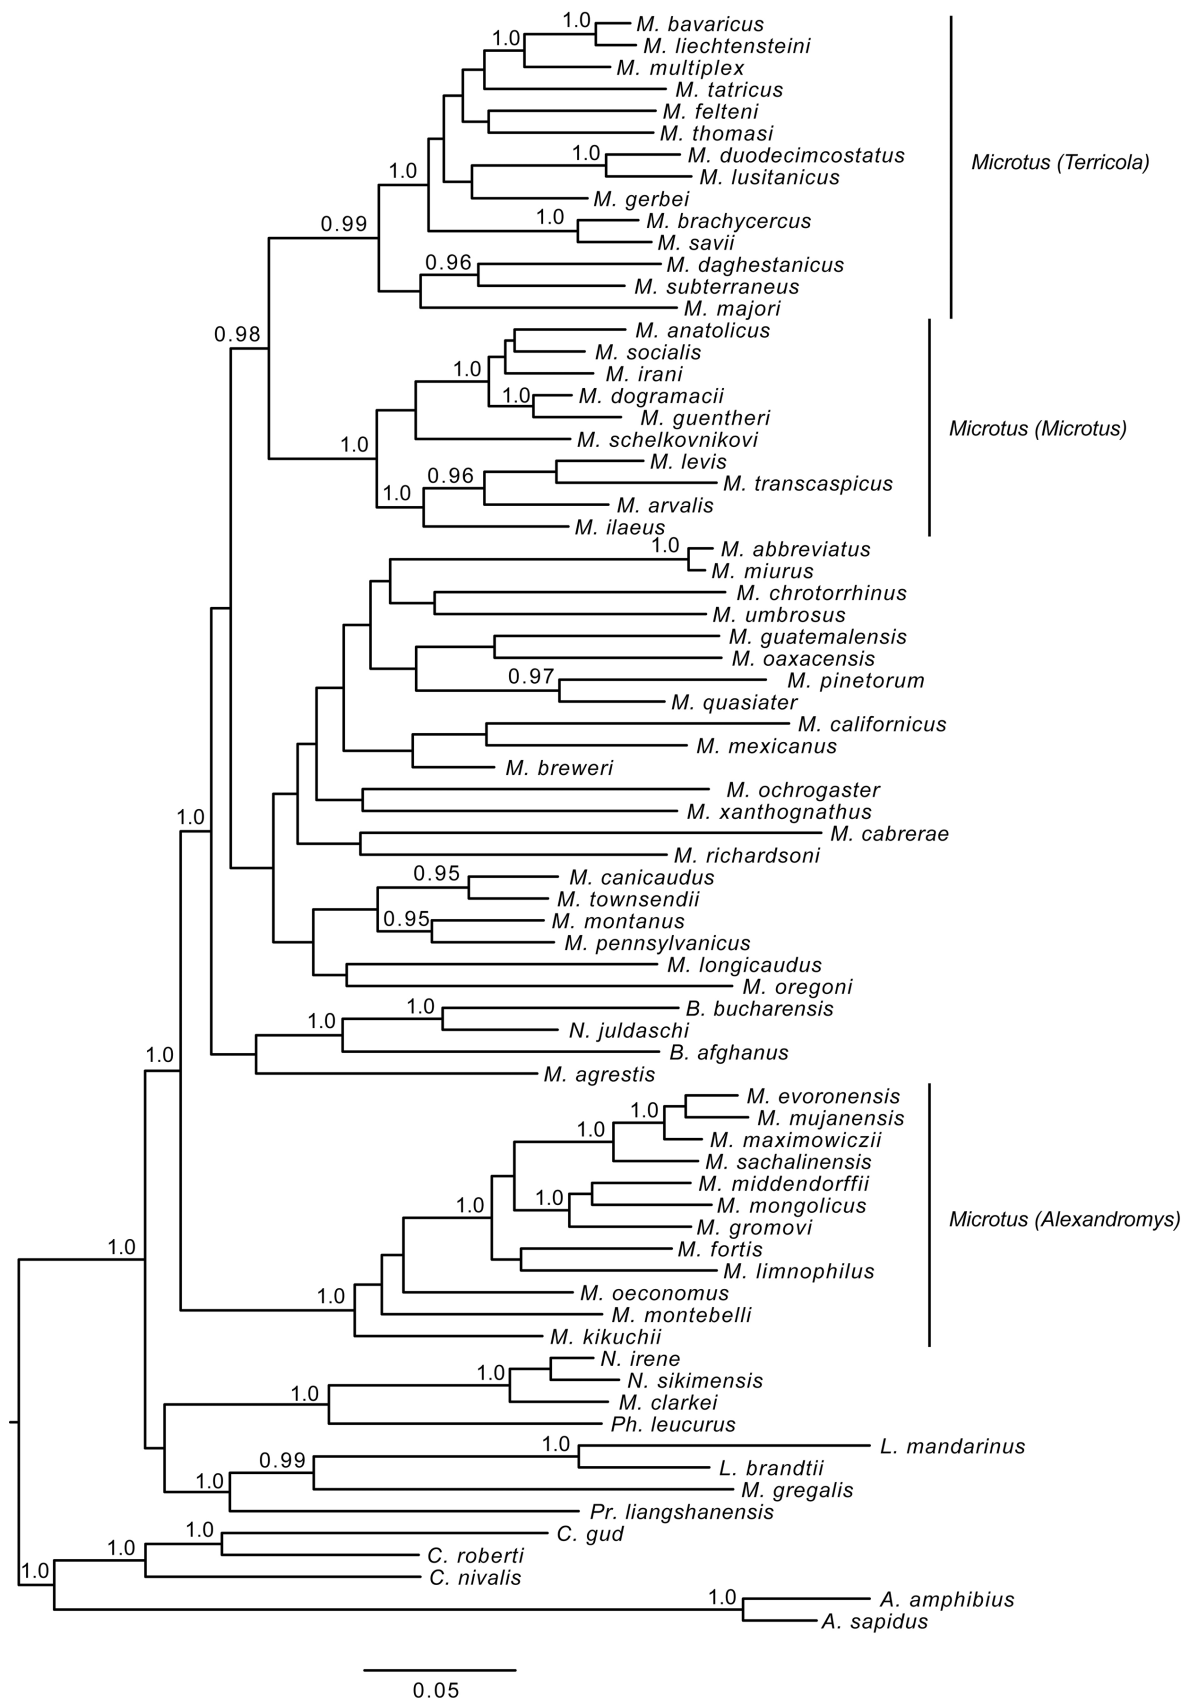 1.0
M. bavaricus
1.0
M. liechtensteini
M. multiplex
M. tatricus
M. felteni
M. thomasi
1.0
M. duodecimcostatus
Microtus (Terricola)
1.0
M. lusitanicus
M. gerbei
0.99
1.0
M. brachycercus
M. savii
0.96
M. daghestanicus
M. subterraneus
M. majori
0.98
M. anatolicus
M. socialis
1.0
M. irani
1.0
M. dogramacii
M. guentheri
Microtus (Microtus)
1.0
M. schelkovnikovi
M. levis
0.96
M. transcaspicus
1.0
M. arvalis
M. ilaeus
1.0
M. abbreviatus
M. miurus
M. chrotorrhinus
M. umbrosus
M. guatemalensis
M. oaxacensis
0.97
M. pinetorum
M. quasiater
M. californicus
M. mexicanus
M. breweri
M. ochrogaster
M. xanthognathus
1.0
M. cabrerae
M. richardsoni
0.95
M. canicaudus
M. townsendii
0.95
M. montanus
M. pennsylvanicus
M. longicaudus
M. oregoni
1.0
B. bucharensis
1.0
N. juldaschi
1.0
B. afghanus
M. agrestis
M. evoronensis
1.0
M. mujanensis
1.0
M. maximowiczii
M. sachalinensis
M. middendorffii
1.0
M. mongolicus
1.0
M. gromovi
Microtus (Alexandromys)
1.0
M. fortis
M. limnophilus
1.0
M. oeconomus
M. montebelli
M. kikuchii
N. irene
1.0
N. sikimensis
1.0
M. clarkei
Ph. leucurus
1.0
L. mandarinus
0.99
L. brandtii
1.0
M. gregalis
Pr. liangshanensis
1.0
C. gud
1.0
C. roberti
1.0
C. nivalis
1.0
A. amphibius
A. sapidus
0.05